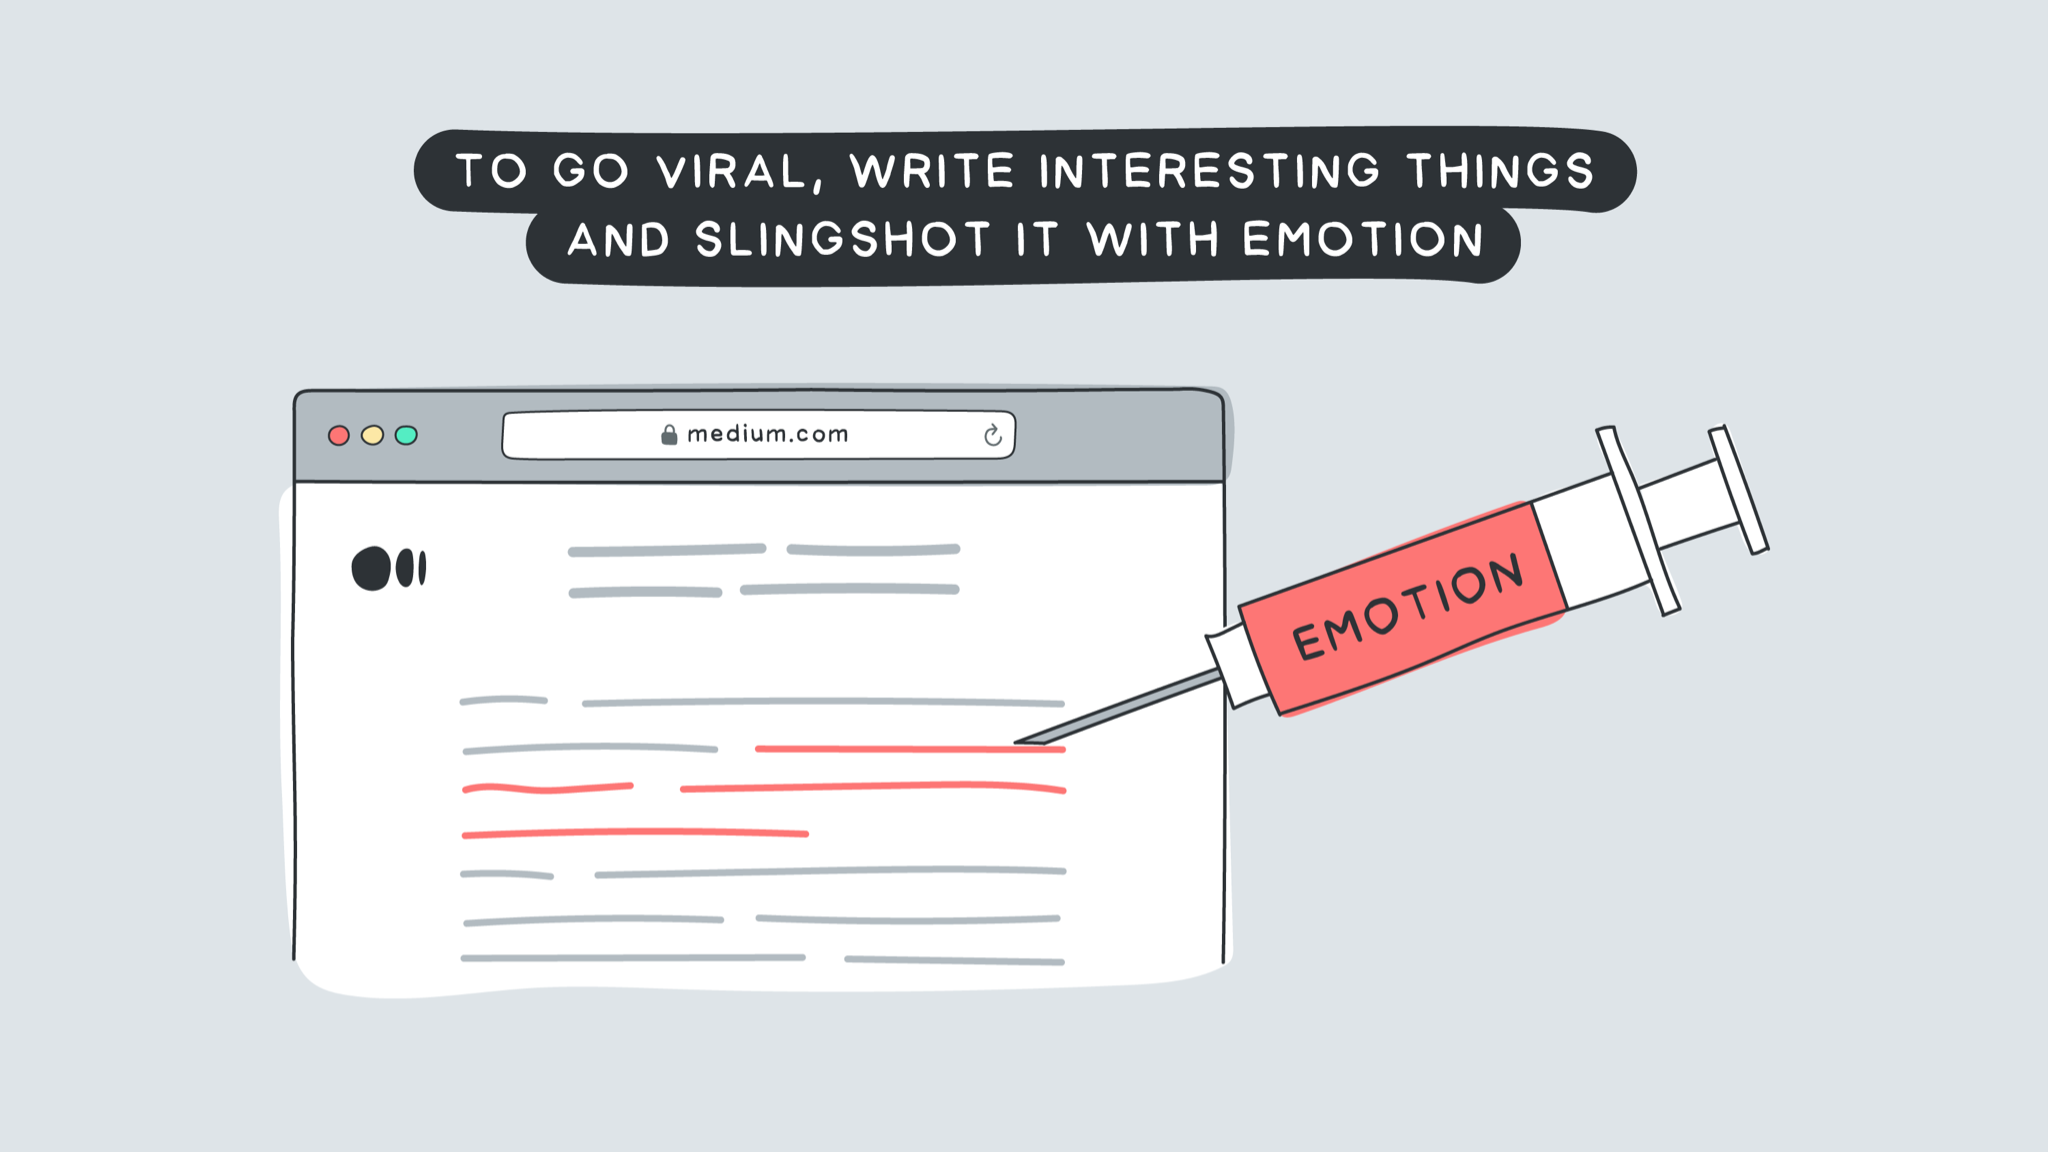 TO GO VIRAL, WRITE INTERESTING THINGS
AND SLINGSHOT IT WITH EMOTION
medium.com
EMOTION